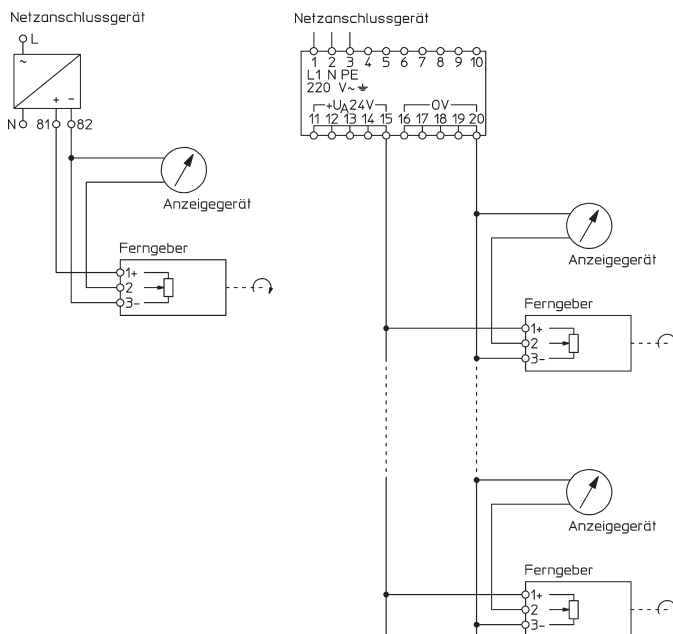 Netzanschlussgerät
L
~
+ -
N 81 82
Anzeigegerät
Ferngeber
1+
2
3-
Netzanschlussgerät
1 2 3 4 5 6 7 8 9 10
L1 N PE
220 V~
+UA24V 0V
11 12 13 14 15 16 17 18 19 20
Anzeigegerät
Ferngeber
1+
2
3-
Anzeigegerät
Ferngeber
1+
2
3-